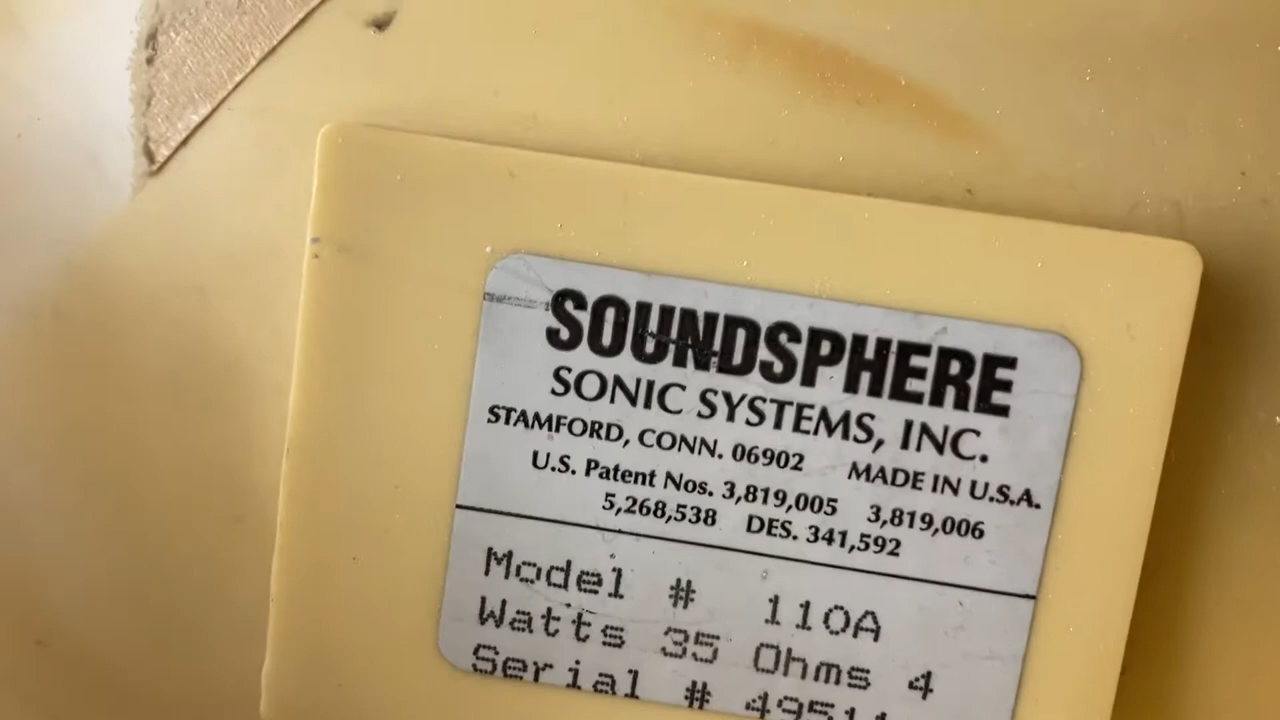 SOUNDSPHERE
SONIC SYSTEMS, INC.
STAMFORD, CONN. 06902 MADE IN U.S.A.
U.S. Patent Nos. 3,819,005 3,819,006
5,268,538 DES. 341,592
Model # 110A
Watts 35 Ohms 4
Serial #